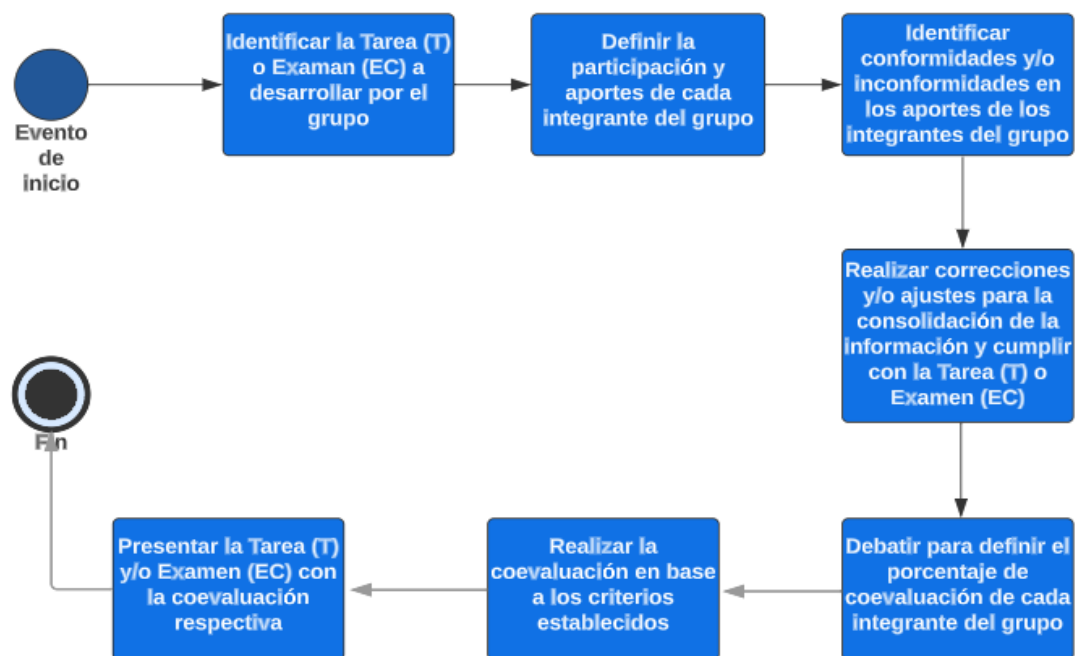 Evento
de
inicio
Identificar la Tarea (T)
o Examan (EC) a
desarrollar por el
grupo
Definir la
participación y
aportes de cada
integrante del grupo
Identificar
conformidades y/o
inconformidades en
los aportes de los
integrantes del grupo
Realizar correcciones
y/o ajustes para la
consolidación de la
información y cumplir
con la Tarea (T) o
Examen (EC)
Debatir para definir el
porcentaje de
coevaluación de cada
integrante del grupo
Realizar la
coevaluación en base
a los criterios
establecidos
Presentar la Tarea (T)
y/o Examen (EC) con
la coevaluación
respectiva
Fin